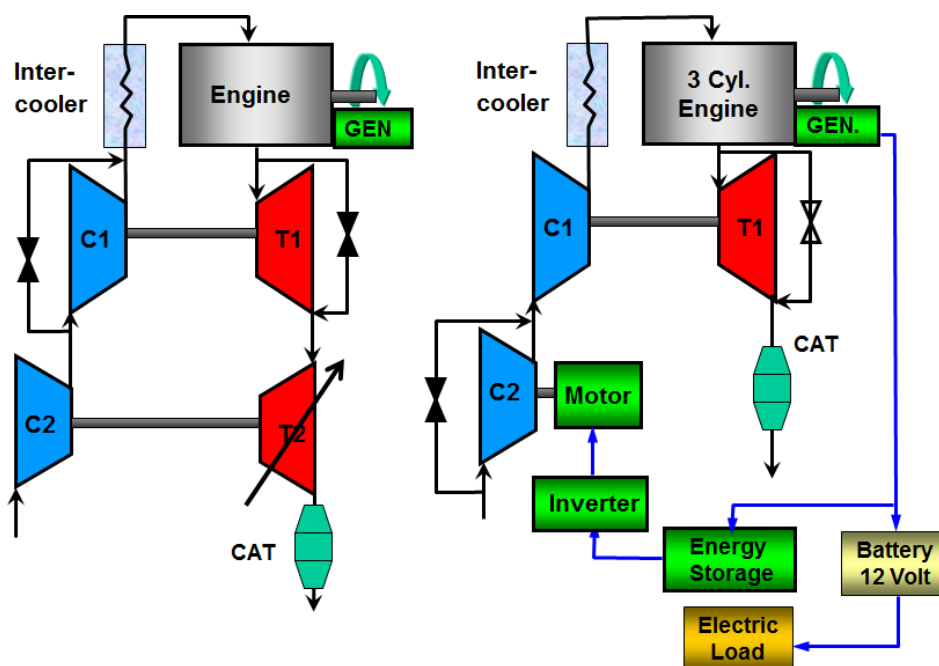 Inter-
cooler
Engine
GEN
C1
T1
C2
T2
CAT
Inter-
cooler
3 Cyl.
Engine
GEN.
C1
T1
CAT
C2
Motor
Inverter
Energy
Storage
Battery
12 Volt
Electric
Load